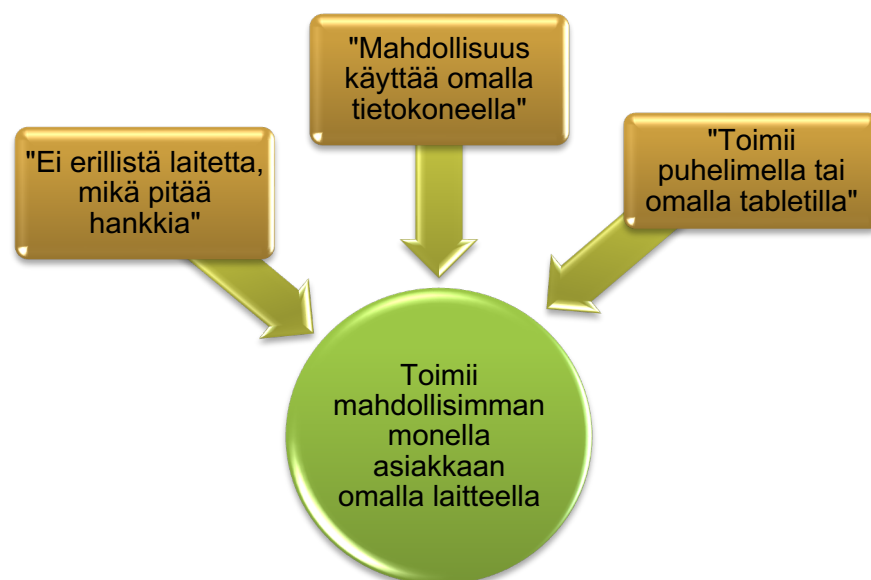 "Mahdollisuus
käyttää omalla
tietokoneella"
"Ei erillistä laitetta,
mikä pitää
hankkia"
"Toimii
puhelimella tai
omalla tabletilla"
Toimii
mahdollisimman
monella
asiakkaan
omalla laitteella